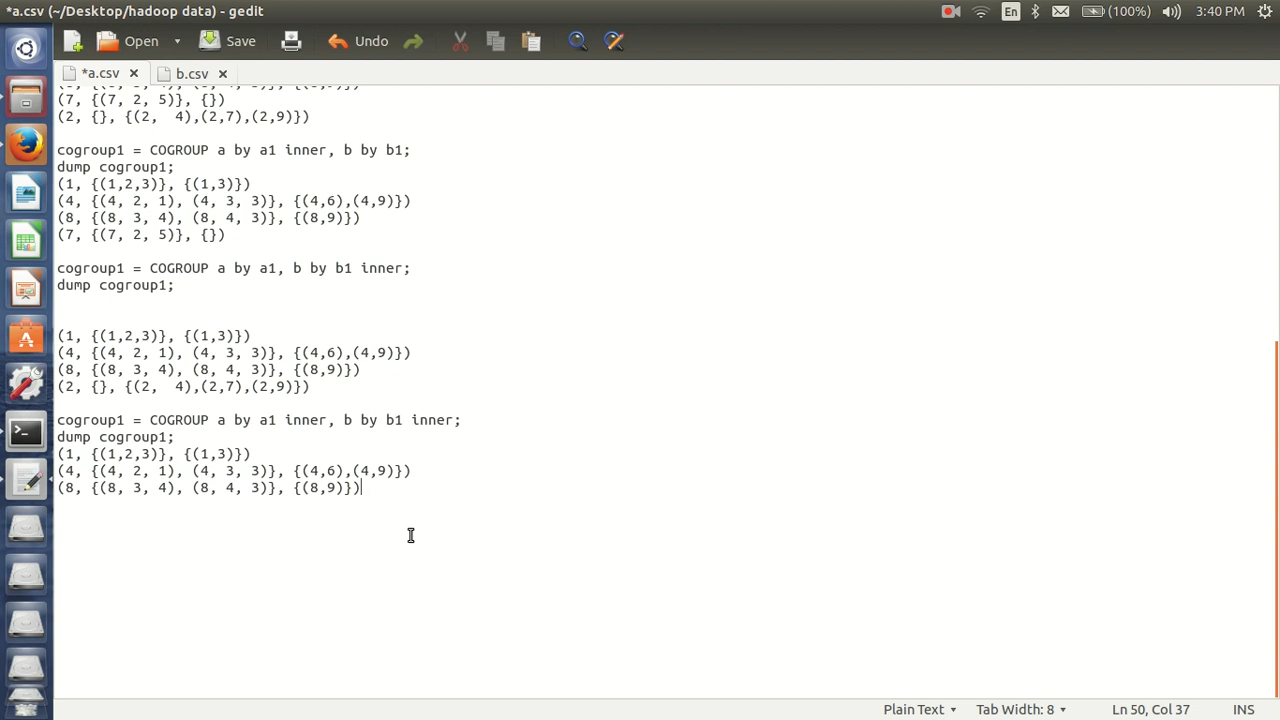 *a.csv (~/Desktop/hadoop data) - gedit
En
(100%)
3:40 PM
Open
Save
Undo
*a.csv
b.csv
(7, {(7, 2, 5)}, {})
(2, {}, {(2,  4),(2,7),(2,9)})
cogroup1 = COGROUP a by a1 inner, b by b1;
dump cogroup1;
(1, {(1,2,3)}, {(1,3)})
(4, {(4, 2, 1), (4, 3, 3)}, {(4,6),(4,9)})
(8, {(8, 3, 4), (8, 4, 3)}, {(8,9)})
(7, {(7, 2, 5)}, {})
cogroup1 = COGROUP a by a1, b by b1 inner;
dump cogroup1;
(1, {(1,2,3)}, {(1,3)})
(4, {(4, 2, 1), (4, 3, 3)}, {(4,6),(4,9)})
(8, {(8, 3, 4), (8, 4, 3)}, {(8,9)})
(2, {}, {(2,  4),(2,7),(2,9)})
cogroup1 = COGROUP a by a1 inner, b by b1 inner;
dump cogroup1;
(1, {(1,2,3)}, {(1,3)})
(4, {(4, 2, 1), (4, 3, 3)}, {(4,6),(4,9)})
(8, {(8, 3, 4), (8, 4, 3)}, {(8,9)})
Plain Text
Tab Width: 8
Ln 50, Col 37
INS